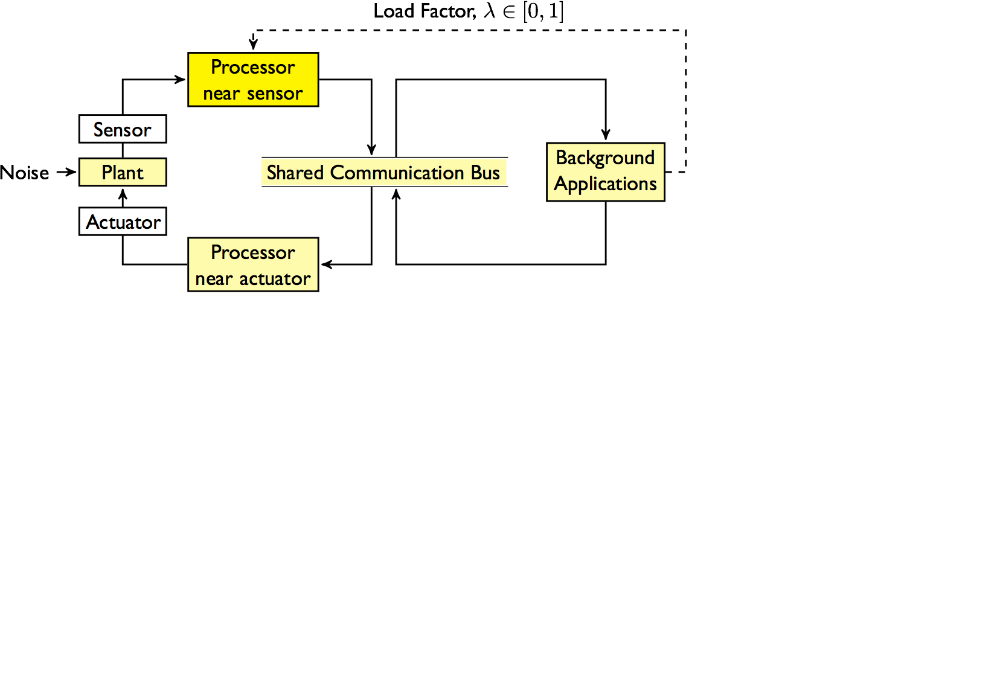 Load Factor, λ ∈ [0, 1]
Processor
near sensor
Sensor
Noise
Plant
Shared Communication Bus
Background
Applications
Actuator
Processor
near actuator